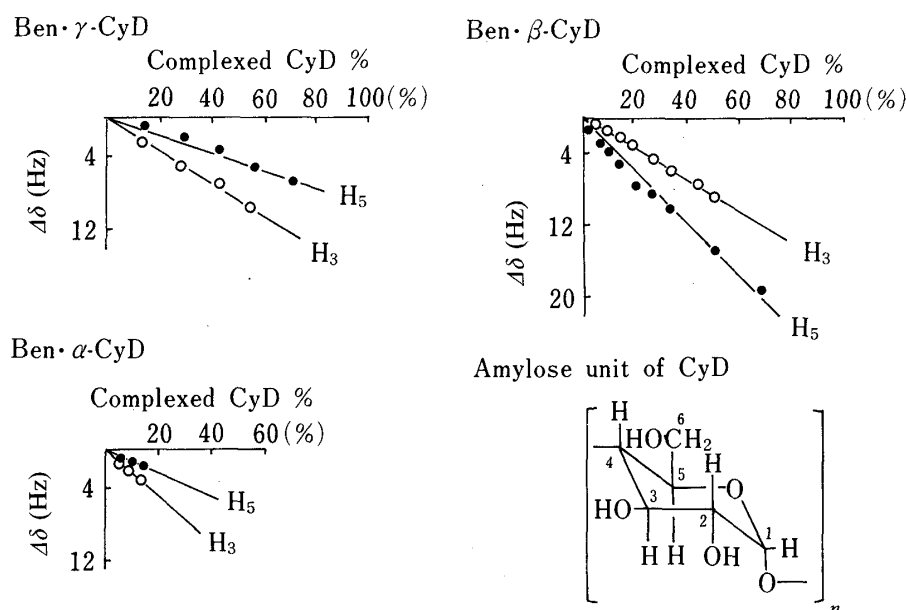 Ben·γ-CyD
Complexed CyD %
20 40 60 80 100(%)
4
12
Δδ (Hz)
H5
H3
Ben·β-CyD
Complexed CyD %
20 40 60 80 100(%)
4
12
20
Δδ (Hz)
H3
H5
Ben·α-CyD
Complexed CyD %
20 40 60(%)
4
12
Δδ (Hz)
H5
H3
Amylose unit of CyD
H
6
HOCH2
H
4
5
O
HO
3
2
1
H
H H OH
O
n